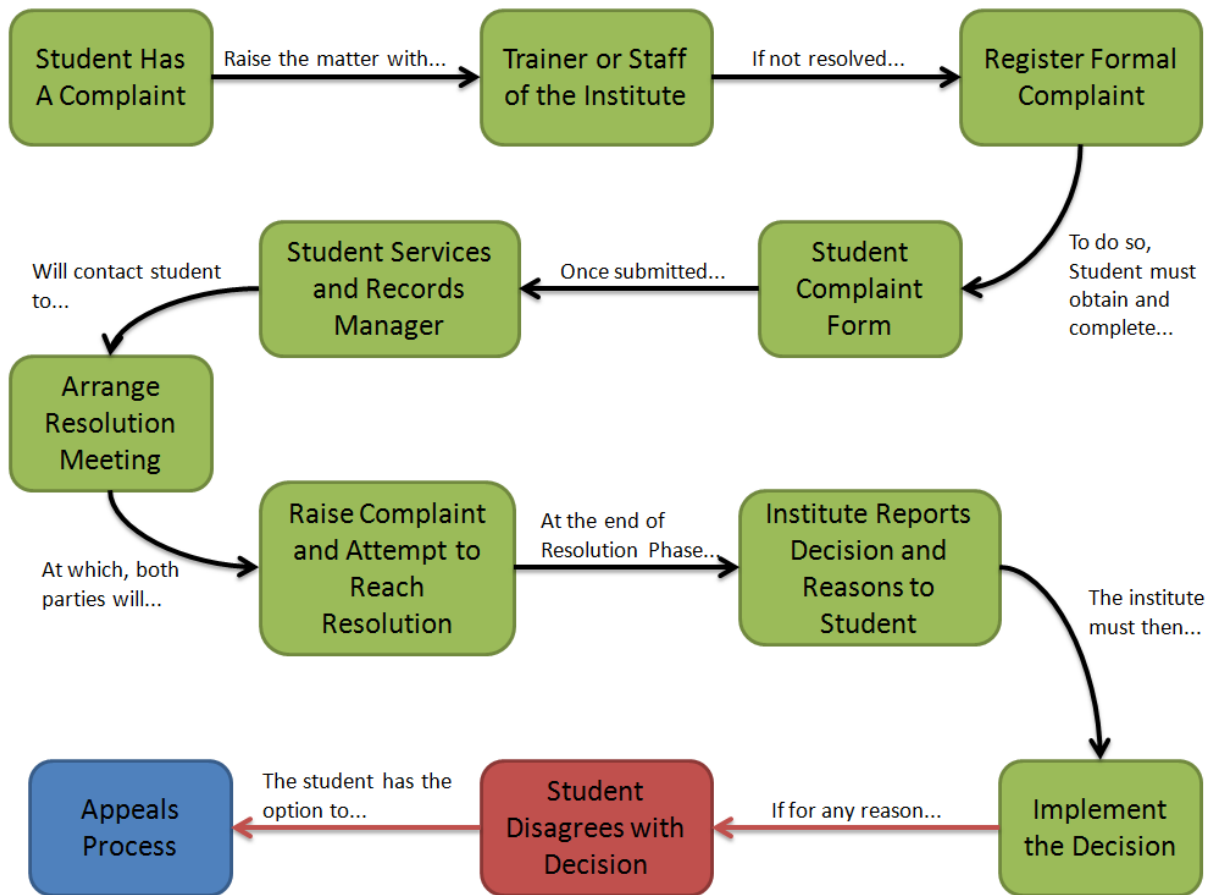 Student Has
A Complaint
Raise the matter with...
Trainer or Staff
of the Institute
If not resolved...
Register Formal
Complaint
To do so,
Student must
obtain and
complete...
Student
Complaint
Form
Once submitted...
Student Services
and Records
Manager
Will contact student
to...
Arrange
Resolution
Meeting
At which, both
parties will...
Raise Complaint
and Attempt to
Reach
Resolution
At the end of
Resolution Phase...
Institute Reports
Decision and
Reasons to
Student
The institute
must then...
Implement
the Decision
If for any reason...
Student
Disagrees with
Decision
The student has the
option to...
Appeals
Process